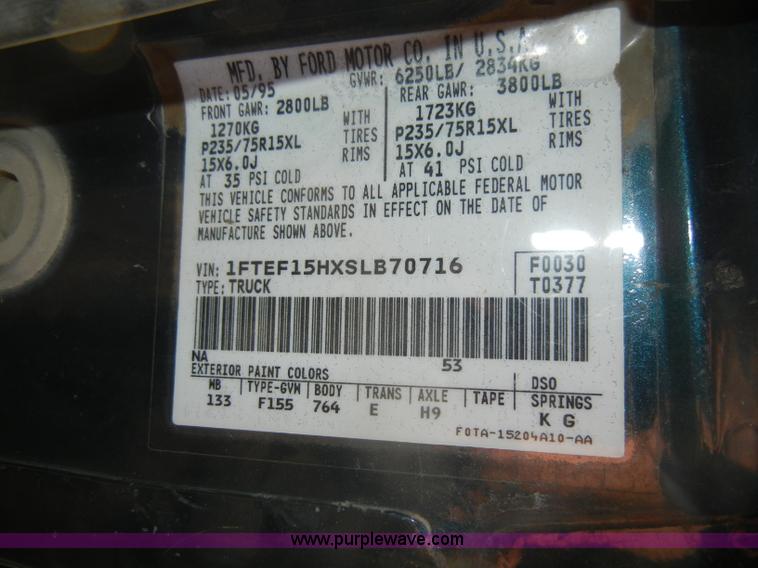 MFD. BY FORD MOTOR CO. IN U.S.A.
DATE: 05/95 GVWR: 6250LB/ 2834KG
FRONT GAWR: 2800LB REAR GAWR: 3800LB
1270KG WITH 1723KG WITH
P235/75R15XL TIRES P235/75R15XL TIRES
15X6.0J RIMS 15X6.0J RIMS
AT 35 PSI COLD AT 41 PSI COLD
THIS VEHICLE CONFORMS TO ALL APPLICABLE FEDERAL MOTOR
VEHICLE SAFETY STANDARDS IN EFFECT ON THE DATE OF
MANUFACTURE SHOWN ABOVE.
VIN: 1FTEF15HXSLB70716 F0030
TYPE: TRUCK T0377
NA 53
EXTERIOR PAINT COLORS DSO
WB TYPE-GVM BODY TRANS AXLE TAPE SPRINGS
133 F155 764 E H9 K G
F0TA-15204A10-AA
www.purplewave.com